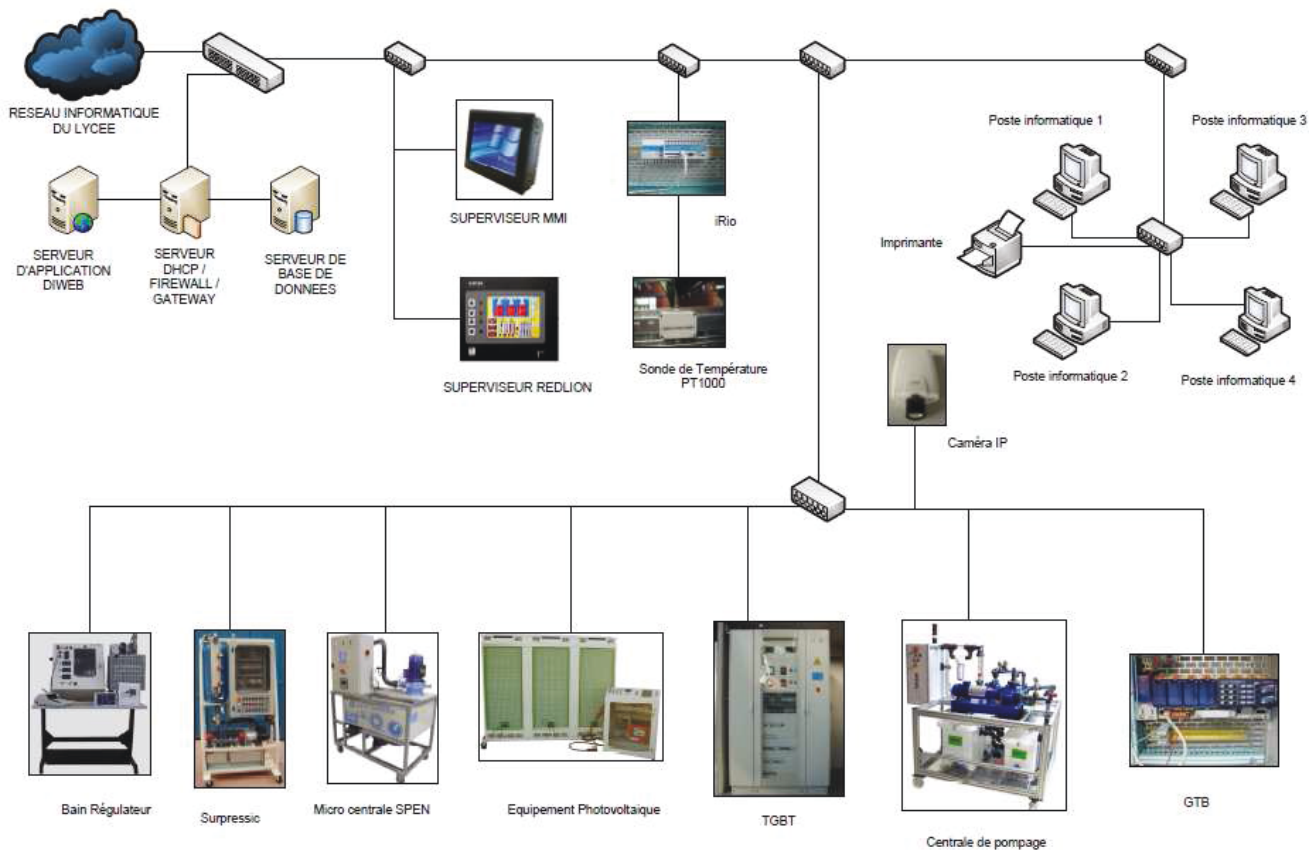 RESEAU INFORMATIQUE
DU LYCEE
SERVEUR
D'APPLICATION
DIWEB
SERVEUR
DHCP /
FIREWALL /
GATEWAY
SERVEUR DE
BASE DE
DONNEES
SUPERVISEUR MMI
SUPERVISEUR REDLION
iRio
Sonde de Température
PT1000
Poste informatique 1
Poste informatique 3
Imprimante
Poste informatique 2
Poste informatique 4
Caméra IP
Bain Régulateur
Surpressic
Micro centrale SPEN
Equipement Photovoltaique
TGBT
Centrale de pompage
GTB